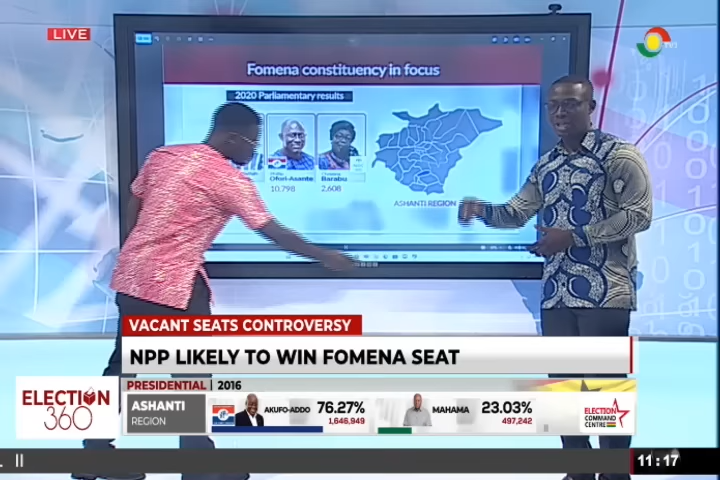 LIVE
TV3
Fomena constituency in focus
2020 Parliamentary results
Ofori-Asante
10,798
Barabu
2,608
ASHANTI REGION
VACANT SEATS CONTROVERSY
NPP LIKELY TO WIN FOMENA SEAT
PRESIDENTIAL | 2016
ELECTION
360°
ASHANTI
REGION
AKUFO-ADDO 76.27%
1,646,949
MAHAMA 23.03%
497,242
ELECTION
COMMAND
CENTRE
11:17